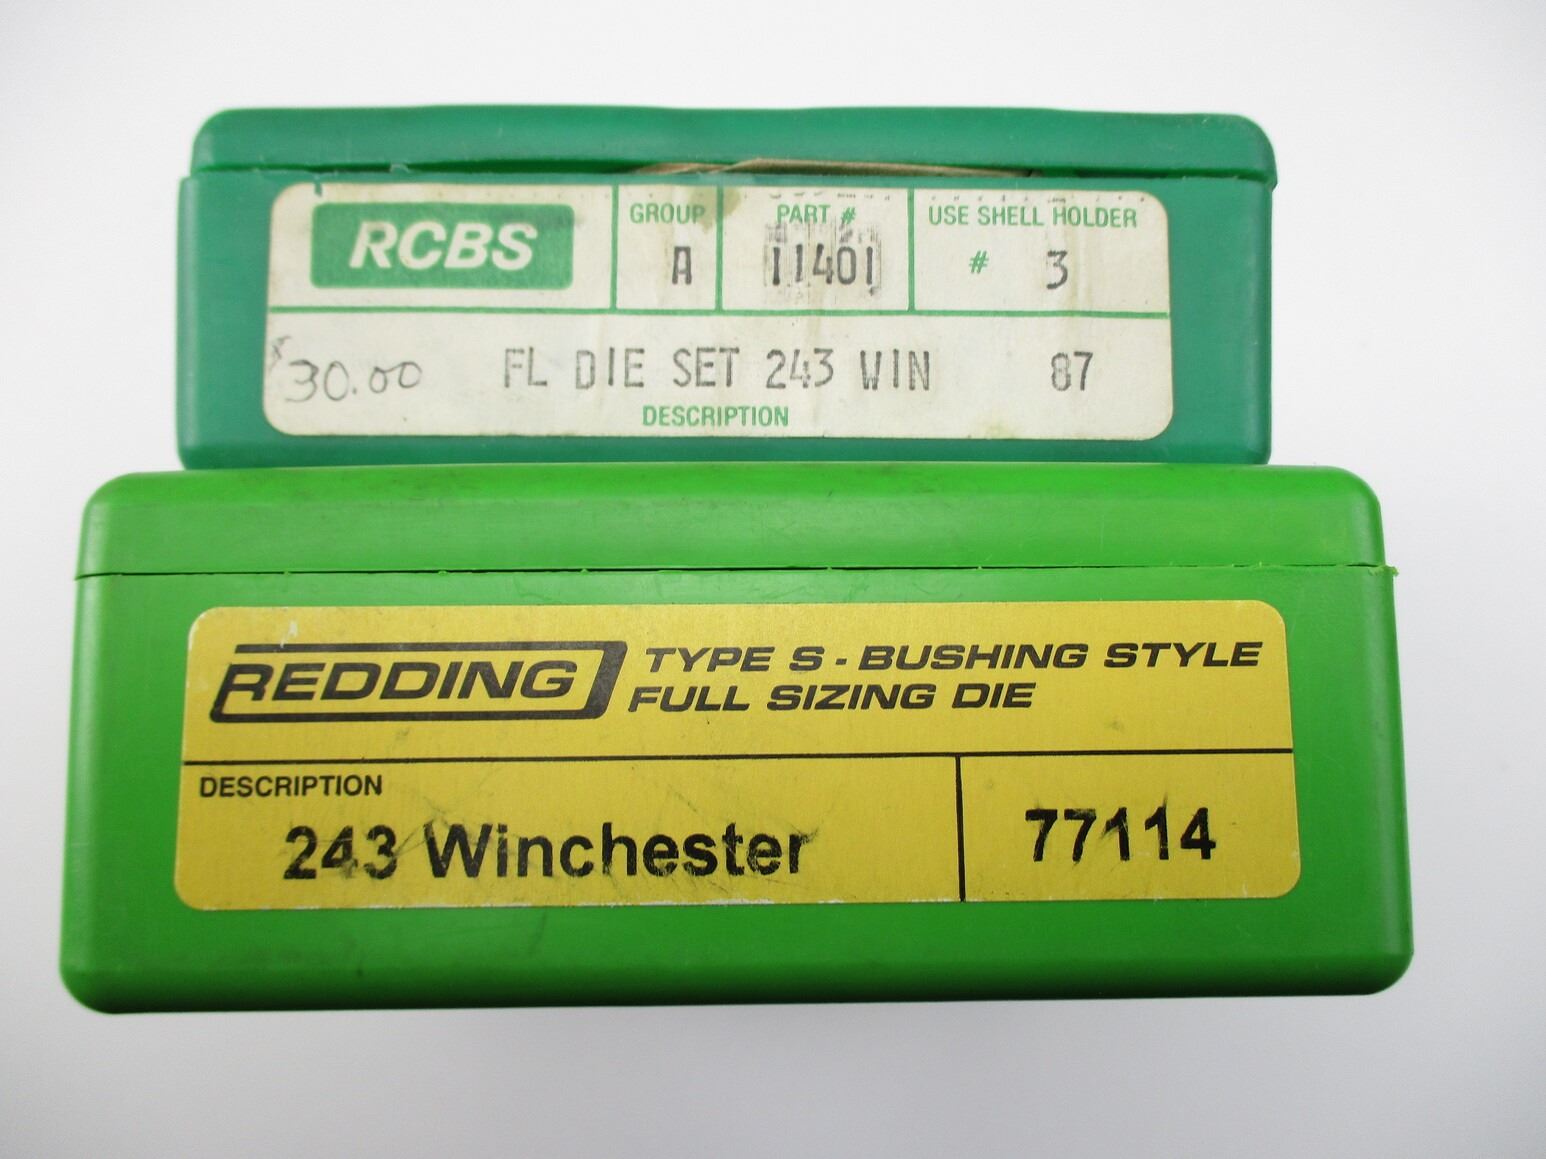 RCBS GROUP PART # USE SHELL HOLDER
A 11401 # 3
$30.00 FL DIE SET 243 WIN 87
DESCRIPTION
REDDING TYPE S - BUSHING STYLE
FULL SIZING DIE
DESCRIPTION
243 Winchester 77114